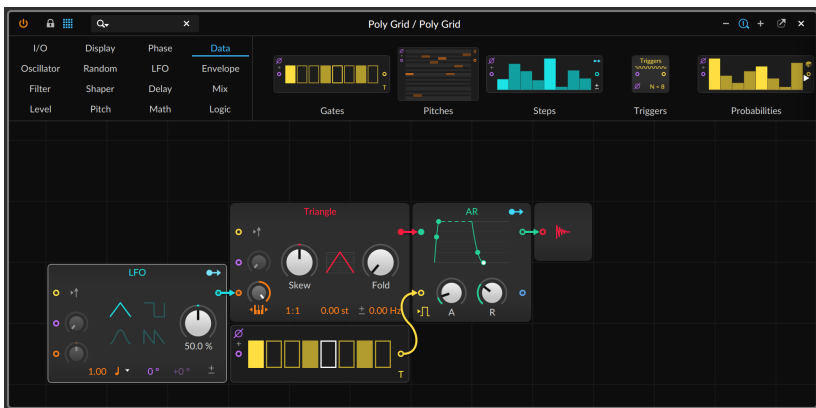 Poly Grid / Poly Grid
I/O Display Phase Data
Oscillator Random LFO Envelope
Filter Shaper Delay Mix
Level Pitch Math Logic
T
Triggers
N = 8
Gates Pitches Steps Triggers Probabilities
Triangle AR
Skew Fold
1:1 0.00 st ± 0.00 Hz
A R
LFO
50.0 %
1.00 0° +0° ±
T